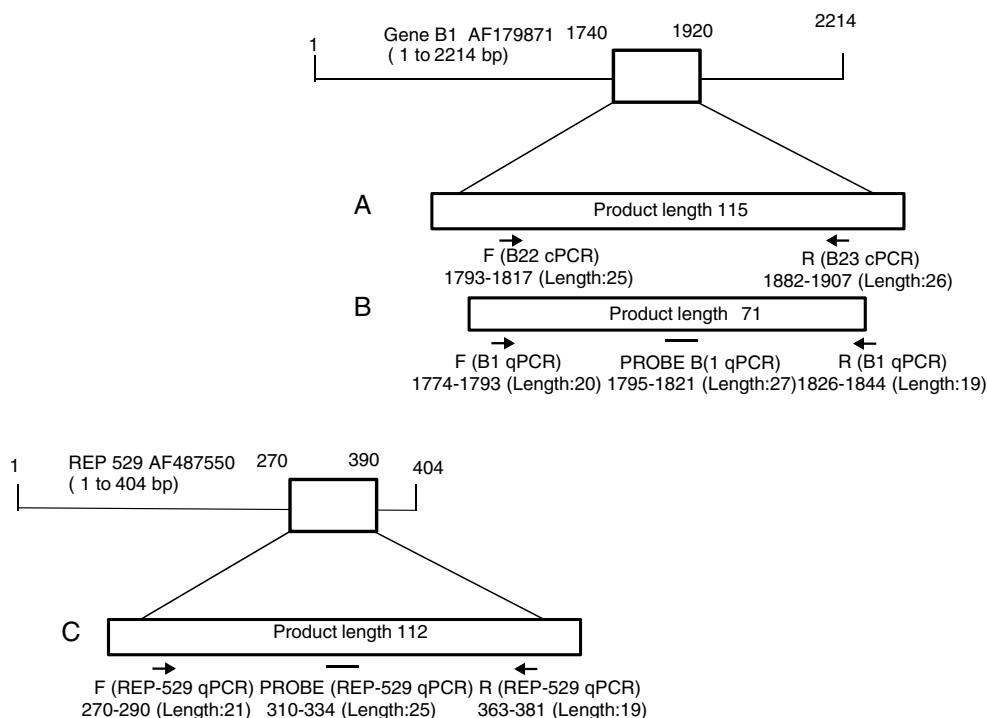 Gene B1 AF179871 1740 1920 2214
1
( 1 to 2214 bp)
A
Product length 115
F (B22 cPCR) R (B23 cPCR)
1793-1817 (Length:25) 1882-1907 (Length:26)
B
Product length 71
F (B1 qPCR) PROBE B(1 qPCR) R (B1 qPCR)
1774-1793 (Length:20) 1795-1821 (Length:27) 1826-1844 (Length:19)
1 REP 529 AF487550 270 390 404
( 1 to 404 bp)
C
Product length 112
F (REP-529 qPCR) PROBE (REP-529 qPCR) R (REP-529 qPCR)
270-290 (Length:21) 310-334 (Length:25) 363-381 (Length:19)